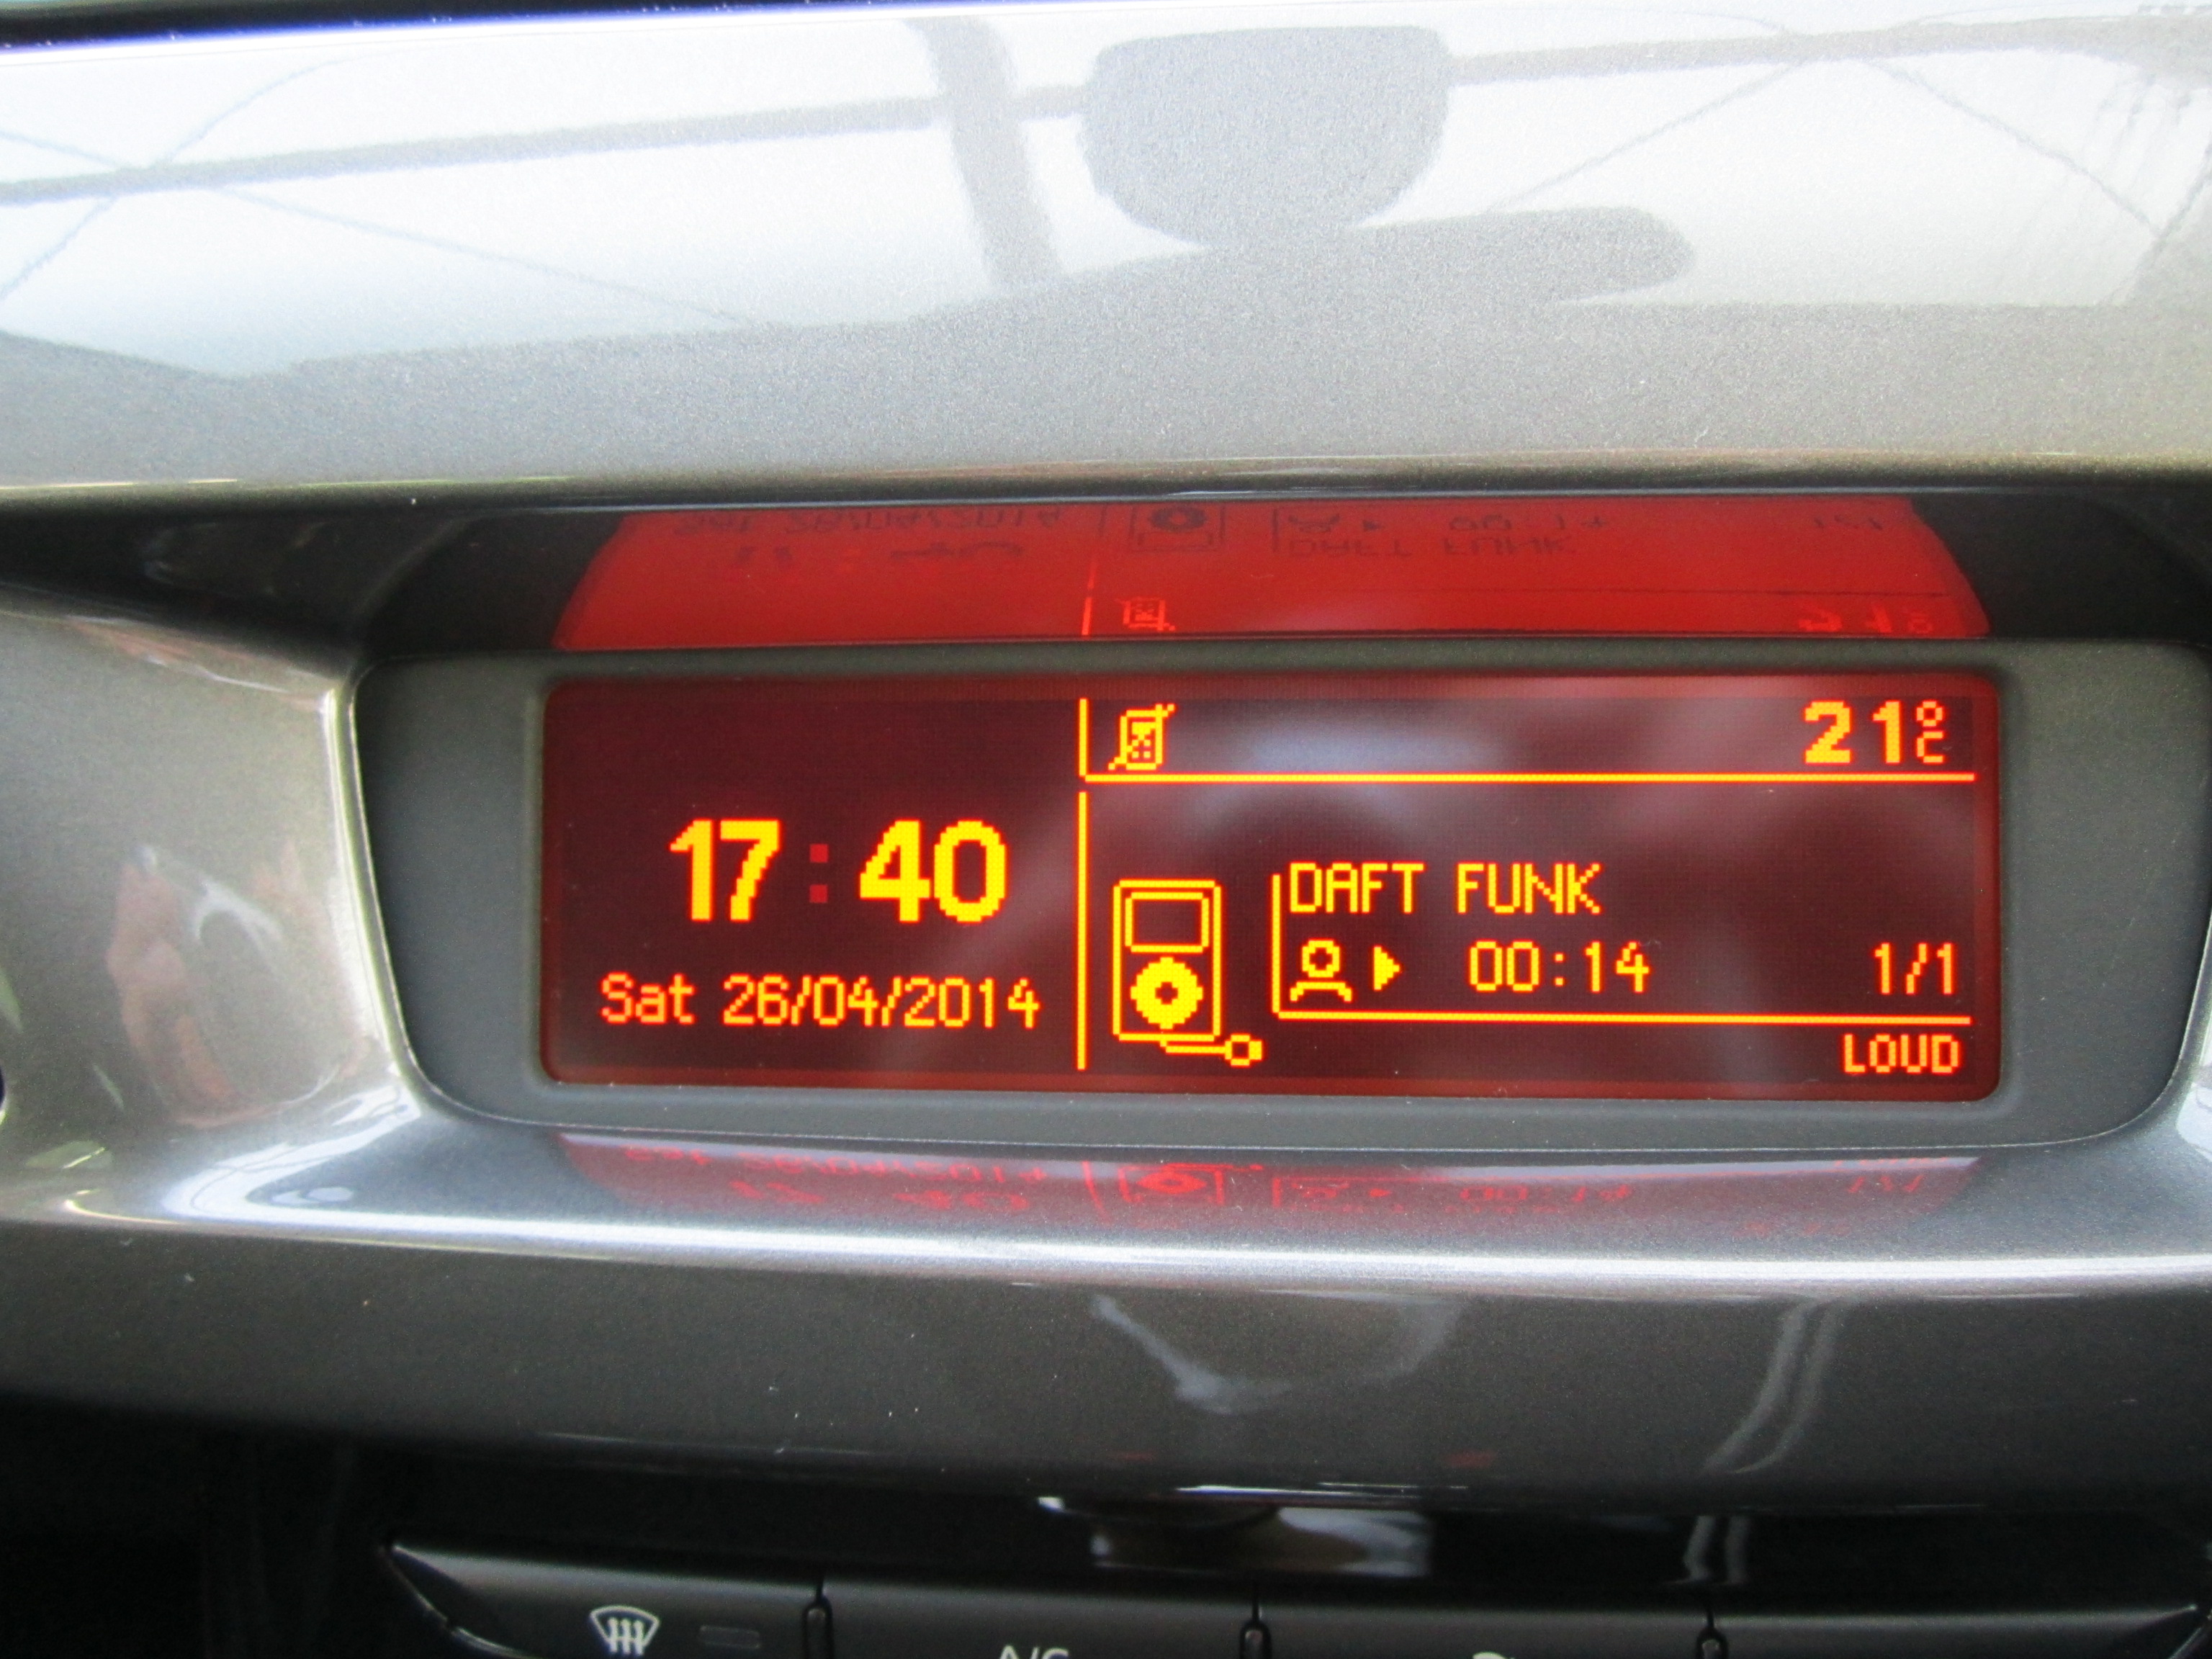 21°C
17:40
DAFT FUNK
00:14 1/1
Sat 26/04/2014
LOUD
A/C